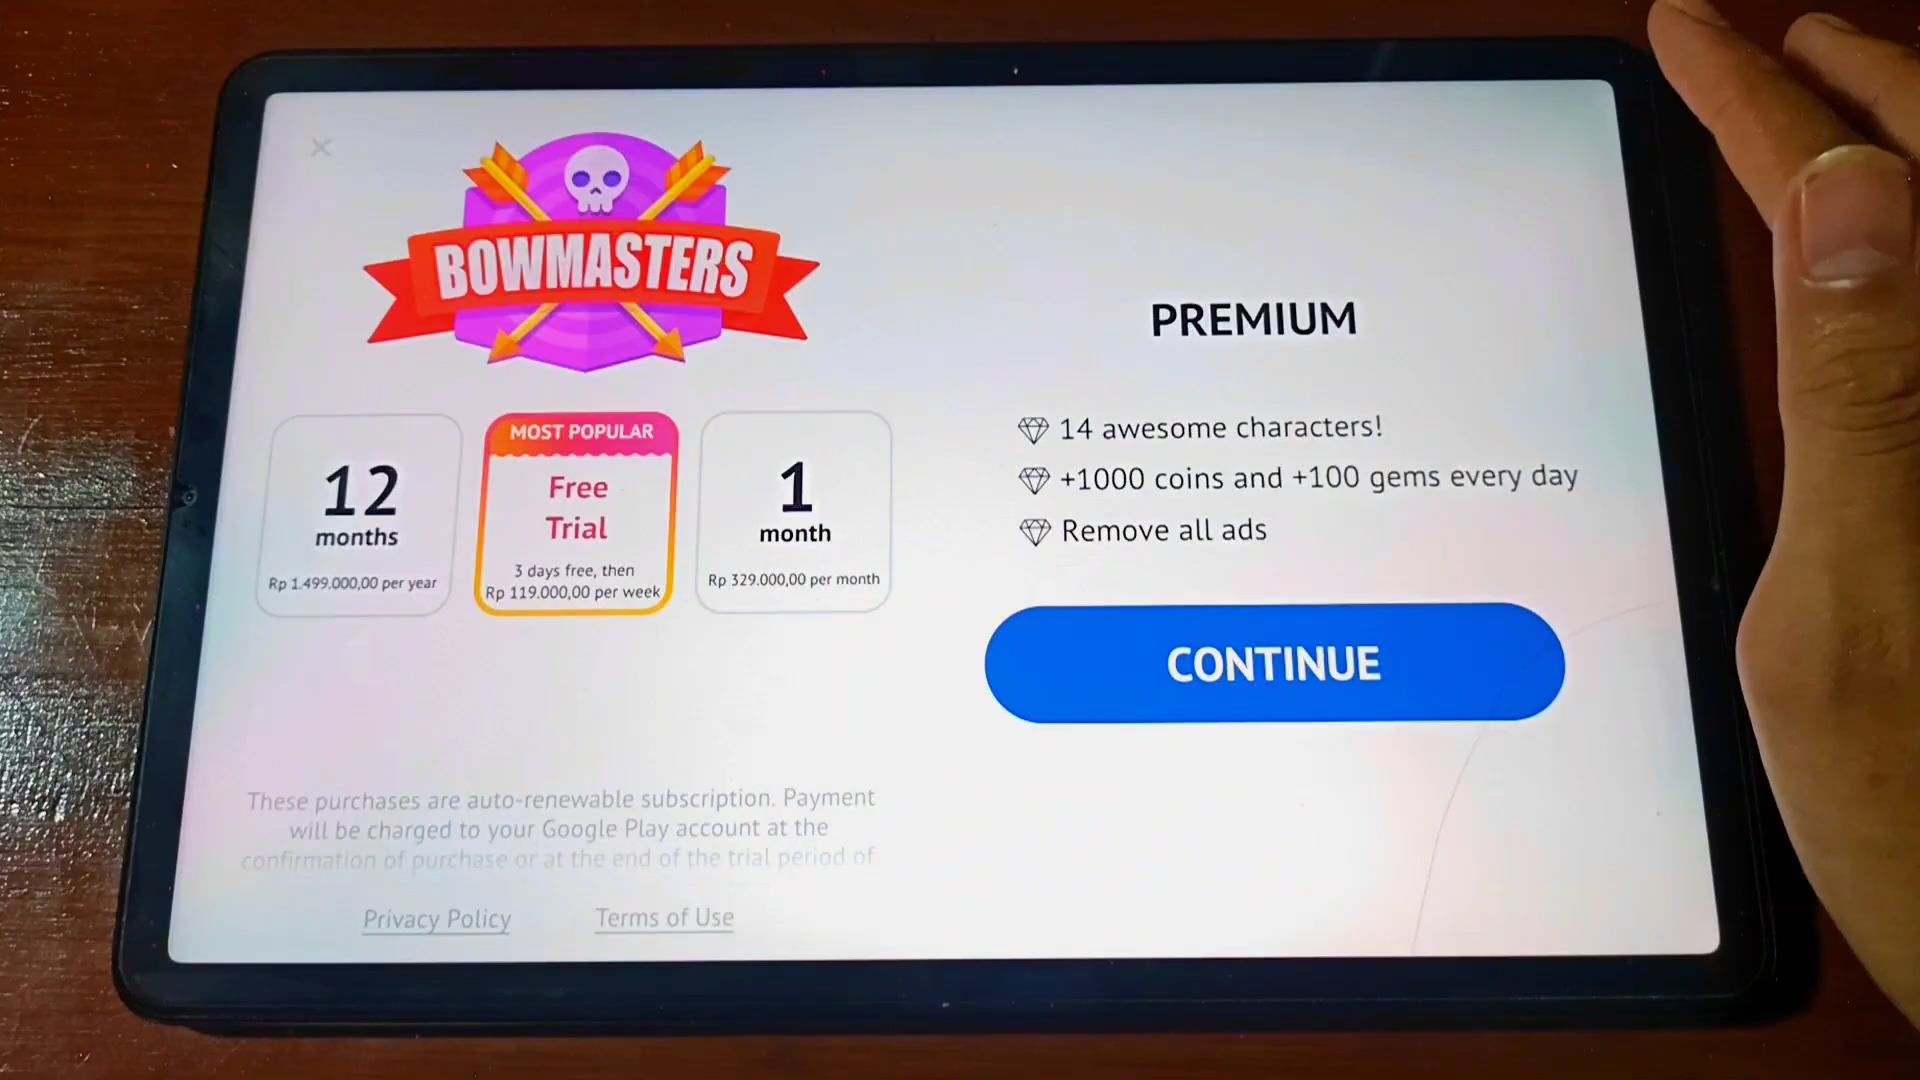 BOWMASTERS
12
months
Rp 1.499.000,00 per year
MOST POPULAR
Free
Trial
3 days free, then
Rp 119.000,00 per week
1
month
Rp 329.000,00 per month
These purchases are auto-renewable subscription. Payment
will be charged to your Google Play account at the
confirmation of purchase or at the end of the trial period of
Privacy Policy
Terms of Use
PREMIUM
14 awesome characters!
+1000 coins and +100 gems every day
Remove all ads
CONTINUE